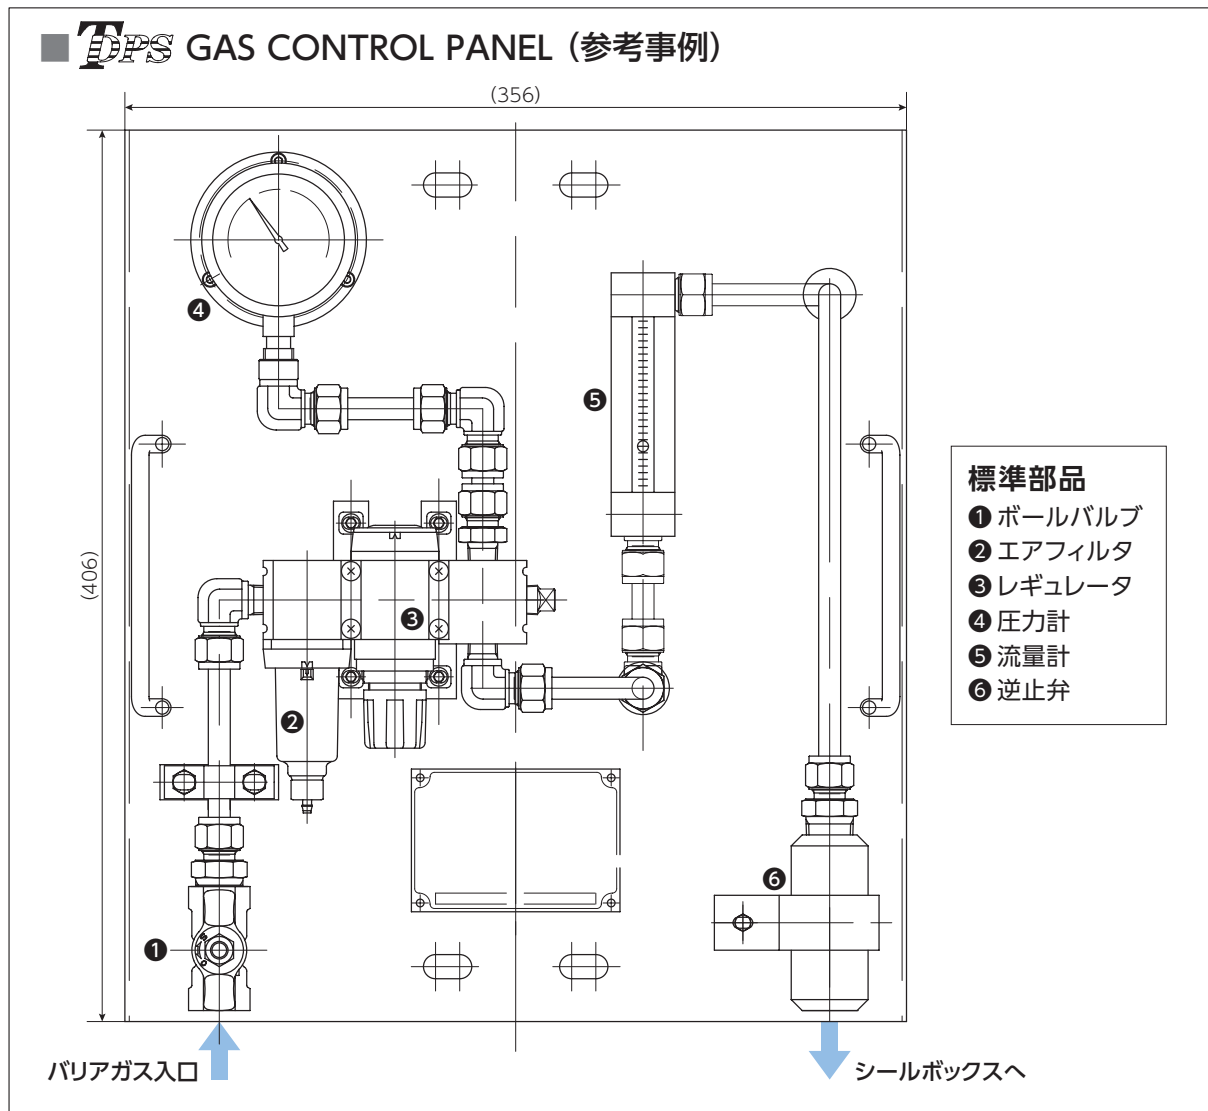 ■ TDPS GAS CONTROL PANEL（参考事例）
(356)
(406)
❹
❺
❸
❷
❻
❶
S
O
標準部品
❶ ボールバルブ
❷ エアフィルタ
❸ レギュレータ
❹ 圧力計
❺ 流量計
❻ 逆止弁
バリアガス入口
シールボックスへ